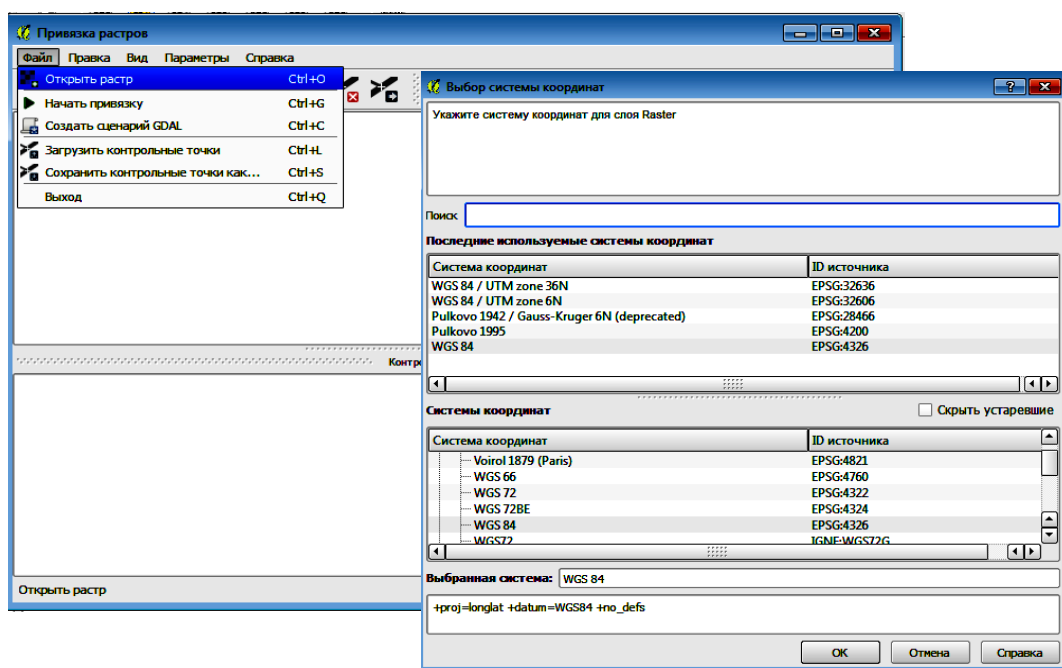 Привязка растров
Файл Правка Вид Параметры Справка
Открыть растр Ctrl+O
Начать привязку Ctrl+G
Создать сценарий GDAL Ctrl+C
Загрузить контрольные точки Ctrl+L
Сохранить контрольные точки как... Ctrl+S
Выход Ctrl+Q
Контр
Открыть растр
Выбор системы координат
Укажите систему координат для слоя Raster
Поиск
Последние используемые системы координат
Система координат ID источника
WGS 84 / UTM zone 36N EPSG:32636
WGS 84 / UTM zone 6N EPSG:32606
Pulkovo 1942 / Gauss-Kruger 6N (deprecated) EPSG:28466
Pulkovo 1995 EPSG:4200
WGS 84 EPSG:4326
Системы координат Скрыть устаревшие
Система координат ID источника
Voirol 1879 (Paris) EPSG:4821
WGS 66 EPSG:4760
WGS 72 EPSG:4322
WGS 72BE EPSG:4324
WGS 84 EPSG:4326
WGS72 IGNF:WGS72G
Выбранная система: WGS 84
+proj=longlat +datum=WGS84 +no_defs
OK Отмена Справка